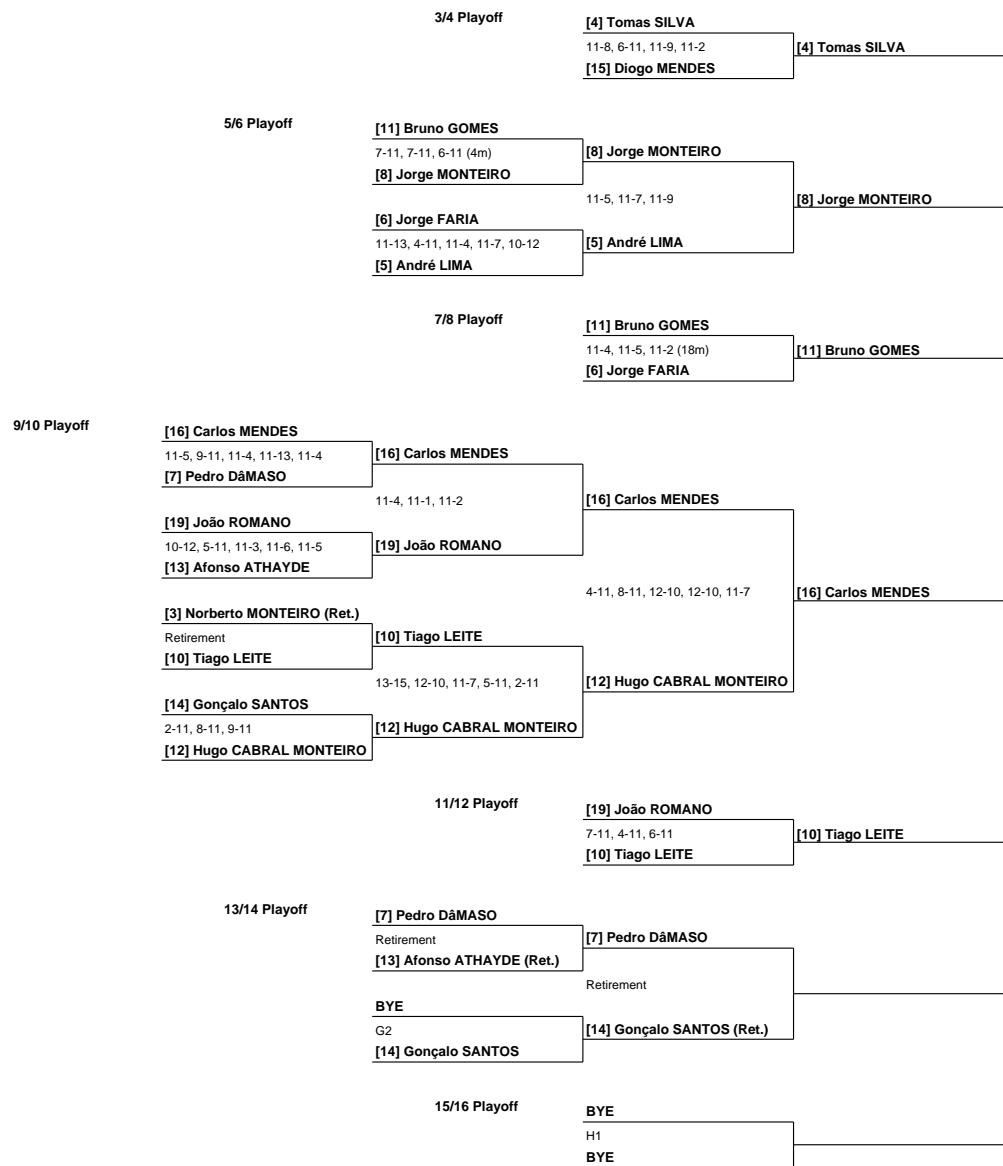 3/4 Playoff
[4] Tomas SILVA
11-8, 6-11, 11-9, 11-2
[4] Tomas SILVA
[15] Diogo MENDES
5/6 Playoff
[11] Bruno GOMES
7-11, 7-11, 6-11 (4m)
[8] Jorge MONTEIRO
[8] Jorge MONTEIRO
11-5, 11-7, 11-9
[8] Jorge MONTEIRO
[6] Jorge FARIA
11-13, 4-11, 11-4, 11-7, 10-12
[5] André LIMA
[5] André LIMA
7/8 Playoff
[11] Bruno GOMES
11-4, 11-5, 11-2 (18m)
[11] Bruno GOMES
[6] Jorge FARIA
9/10 Playoff
[16] Carlos MENDES
11-5, 9-11, 11-4, 11-13, 11-4
[16] Carlos MENDES
[7] Pedro DâMASO
11-4, 11-1, 11-2
[16] Carlos MENDES
[19] João ROMANO
10-12, 5-11, 11-3, 11-6, 11-5
[19] João ROMANO
[13] Afonso ATHAYDE
4-11, 8-11, 12-10, 12-10, 11-7
[16] Carlos MENDES
[3] Norberto MONTEIRO (Ret.)
Retirement
[10] Tiago LEITE
[10] Tiago LEITE
13-15, 12-10, 11-7, 5-11, 2-11
[12] Hugo CABRAL MONTEIRO
[14] Gonçalo SANTOS
2-11, 8-11, 9-11
[12] Hugo CABRAL MONTEIRO
[12] Hugo CABRAL MONTEIRO
11/12 Playoff
[19] João ROMANO
7-11, 4-11, 6-11
[10] Tiago LEITE
[10] Tiago LEITE
13/14 Playoff
[7] Pedro DâMASO
Retirement
[7] Pedro DâMASO
[13] Afonso ATHAYDE (Ret.)
Retirement
BYE
G2
[14] Gonçalo SANTOS (Ret.)
[14] Gonçalo SANTOS
15/16 Playoff
BYE
H1
BYE